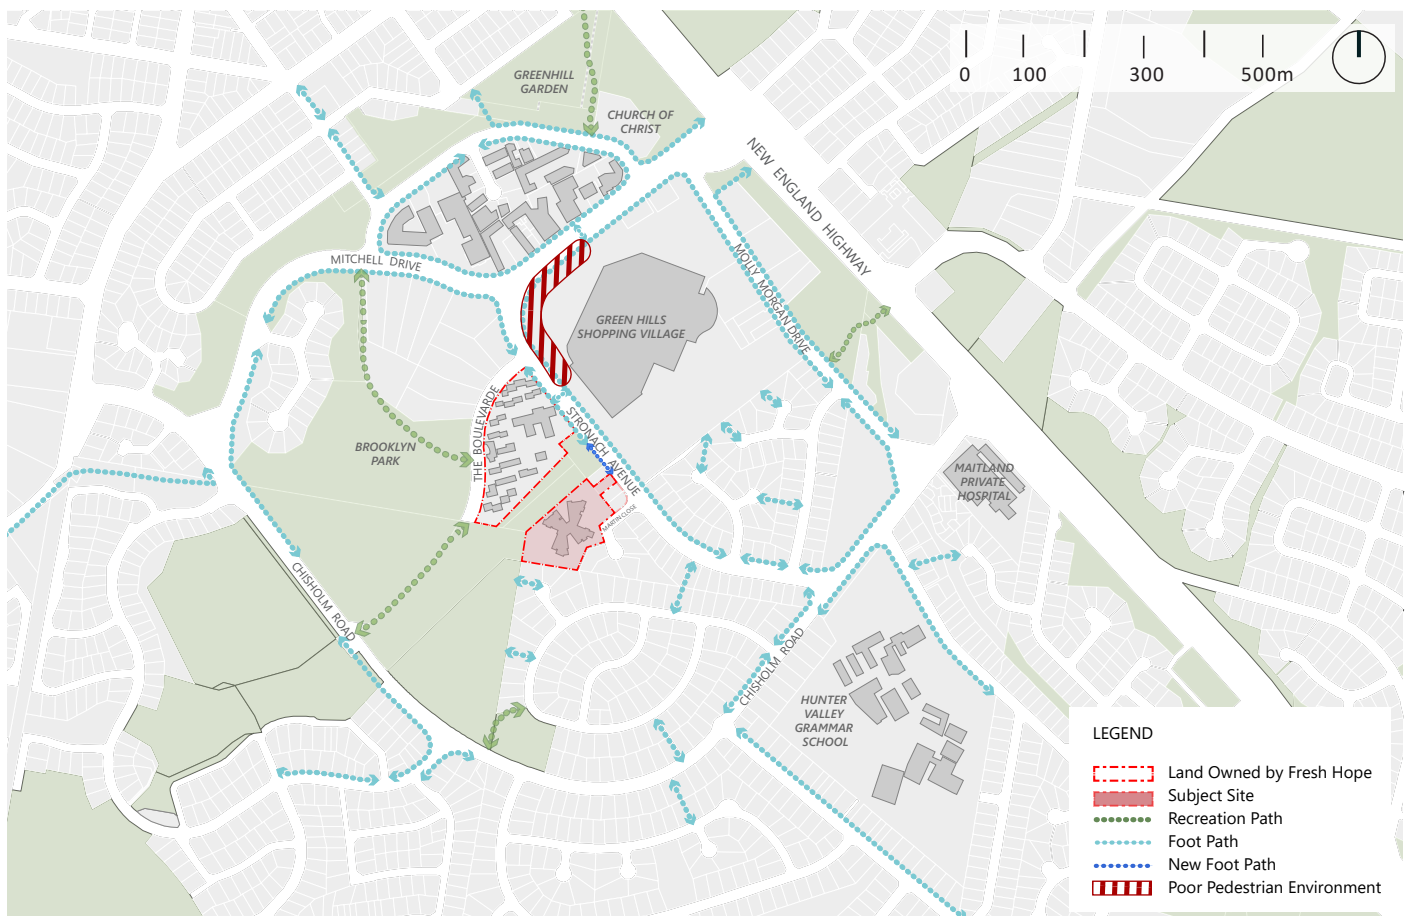 0 100 300 500m
GREENHILL
GARDEN
CHURCH OF
CHRIST
NEW ENGLAND HIGHWAY
MITCHELL DRIVE
MOLLY MORGAN DRIVE
GREEN HILLS
SHOPPING VILLAGE
THE BOULEVARDE
STRONACH AVENUE
BROOKLYN
PARK
MARTIN CLOSE
MAITLAND
PRIVATE
HOSPITAL
CHISHOLM ROAD
CHISHOLM ROAD
HUNTER
VALLEY
GRAMMAR
SCHOOL
LEGEND
Land Owned by Fresh Hope
Subject Site
Recreation Path
Foot Path
New Foot Path
Poor Pedestrian Environment